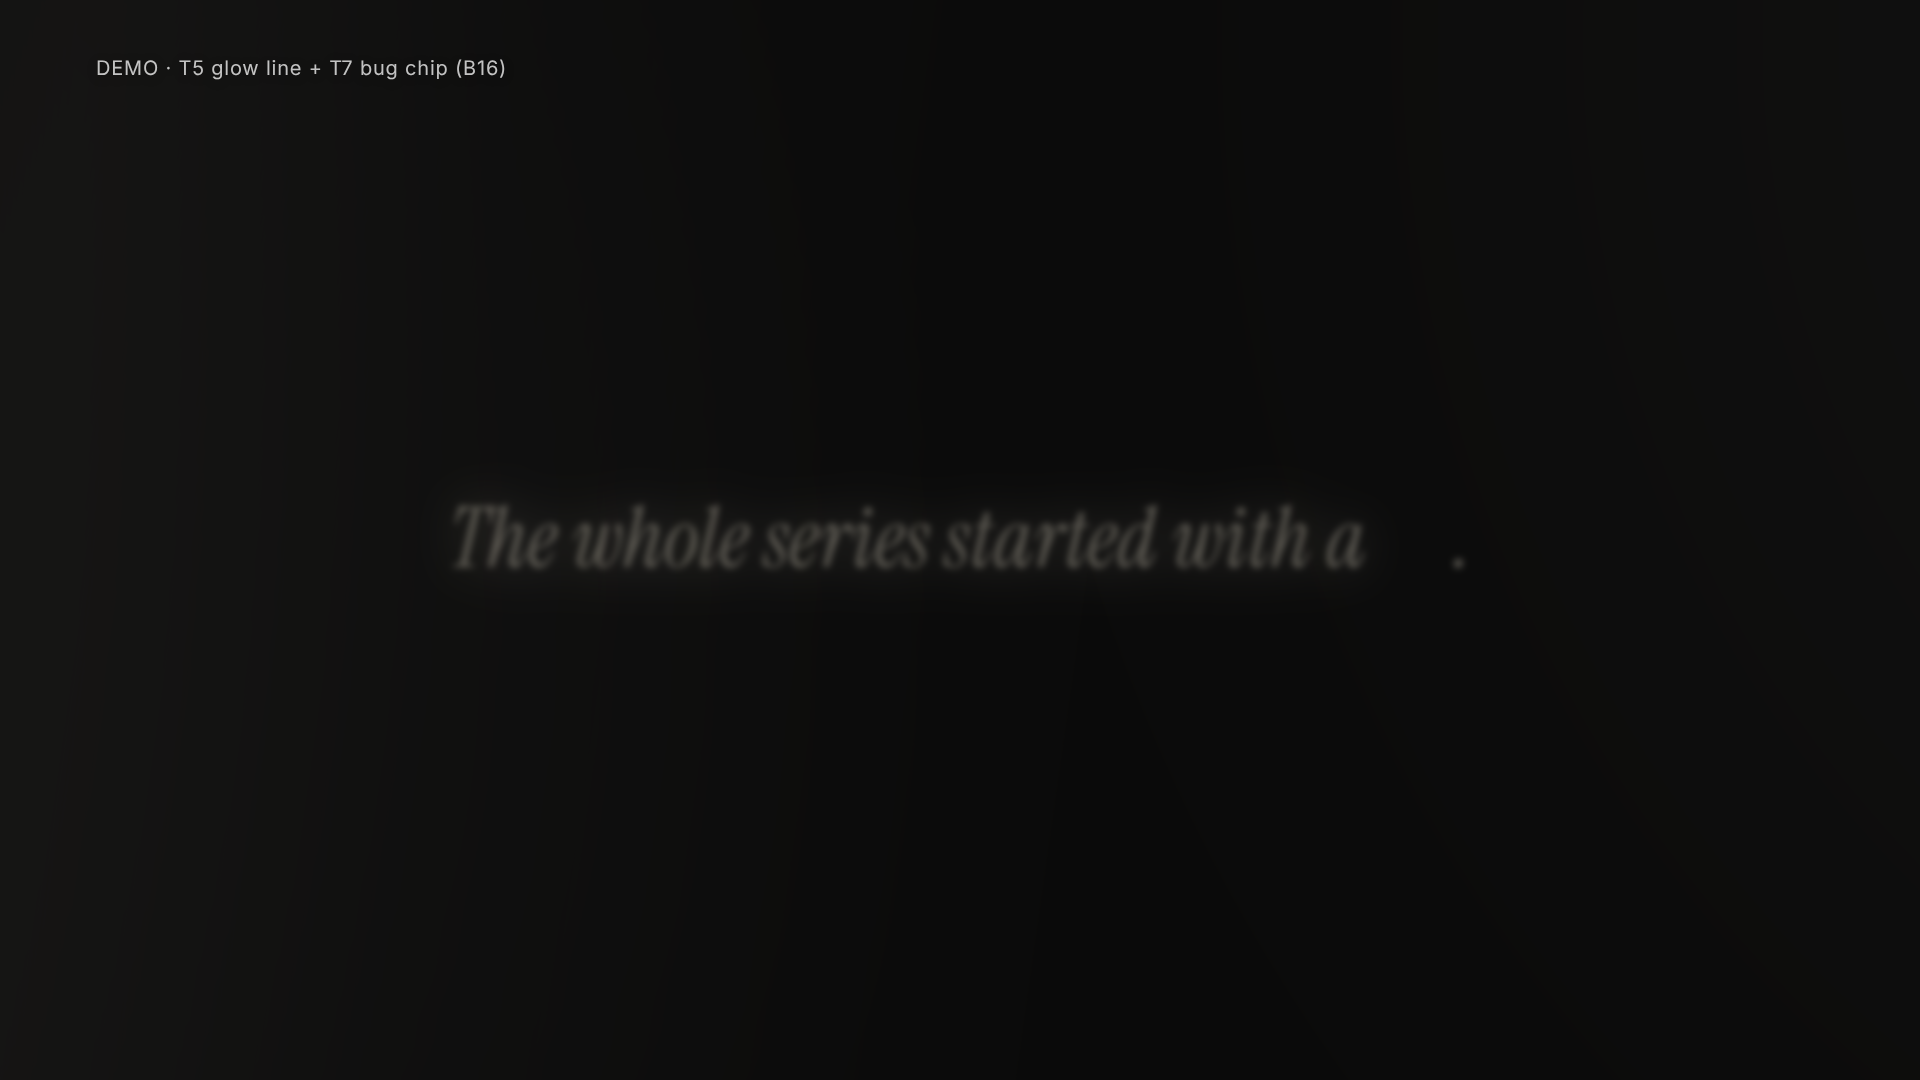 DEMO · T5 glow line + T7 bug chip (B16)
The whole series started with a .